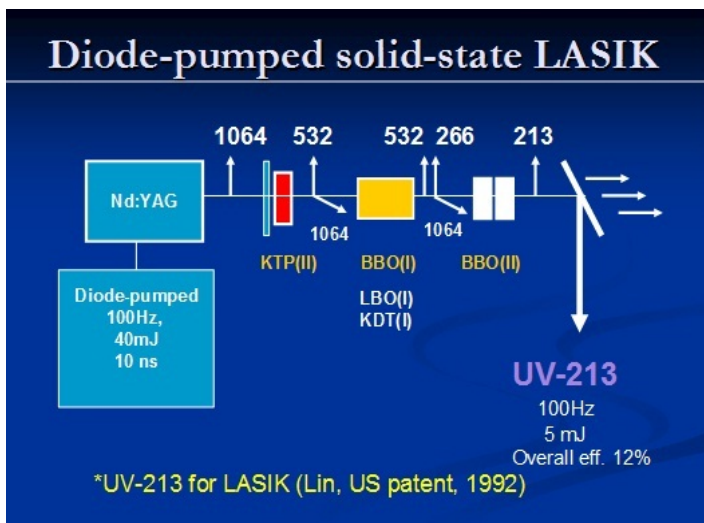 Diode-pumped solid-state LASIK
1064 532 532 266 213
Nd:YAG
1064 1064
KTP(II) BBO(I) BBO(II)
LBO(I)
KDT(I)
Diode-pumped
100Hz,
40mJ
10 ns
UV-213
100Hz
5 mJ
Overall eff. 12%
*UV-213 for LASIK (Lin, US patent, 1992)